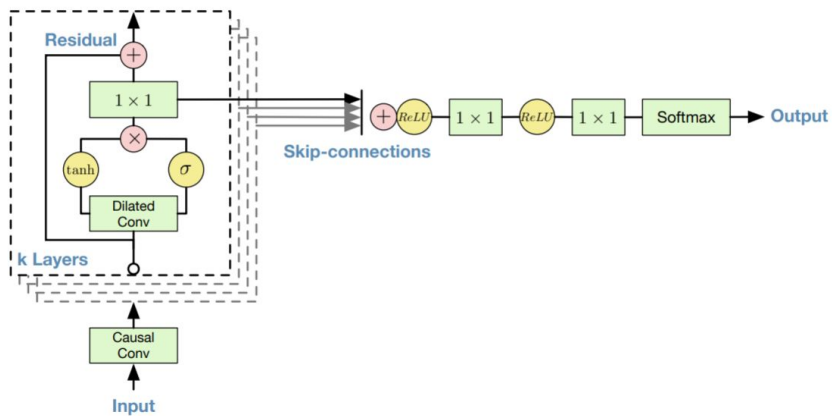 Residual
+
1 × 1
×
tanh
σ
Dilated
Conv
k Layers
Causal
Conv
Input
Skip-connections
+
ReLU
1 × 1
ReLU
1 × 1
Softmax
Output